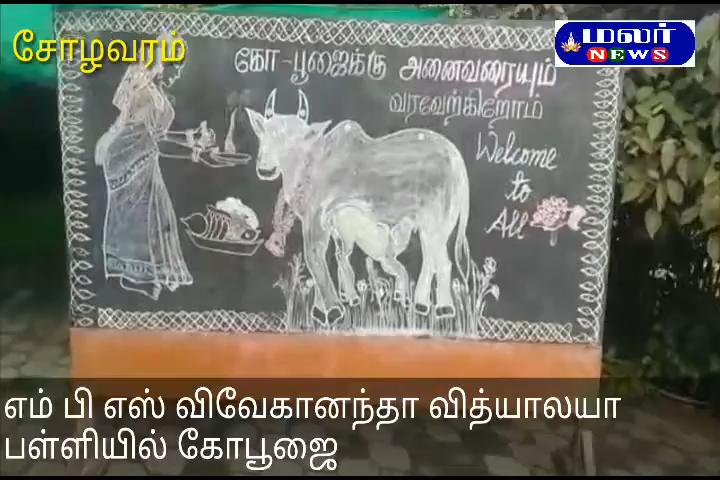 சோழவரம்
மலர்
NEWS
கோ-பூஜைக்கு அனைவரையும்
வரவேற்கிறோம்
Welcome
to
All
எம் பி எஸ் விவேகானந்தா வித்யாலயா
பள்ளியில் கோபூஜை